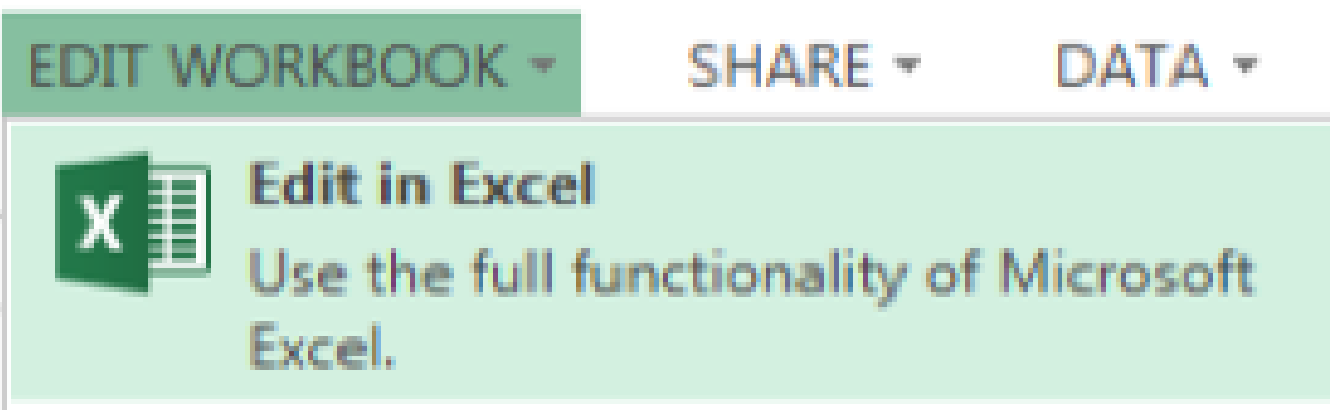 EDIT WORKBOOK SHARE DATA
X
Edit in Excel
Use the full functionality of Microsoft
Excel.